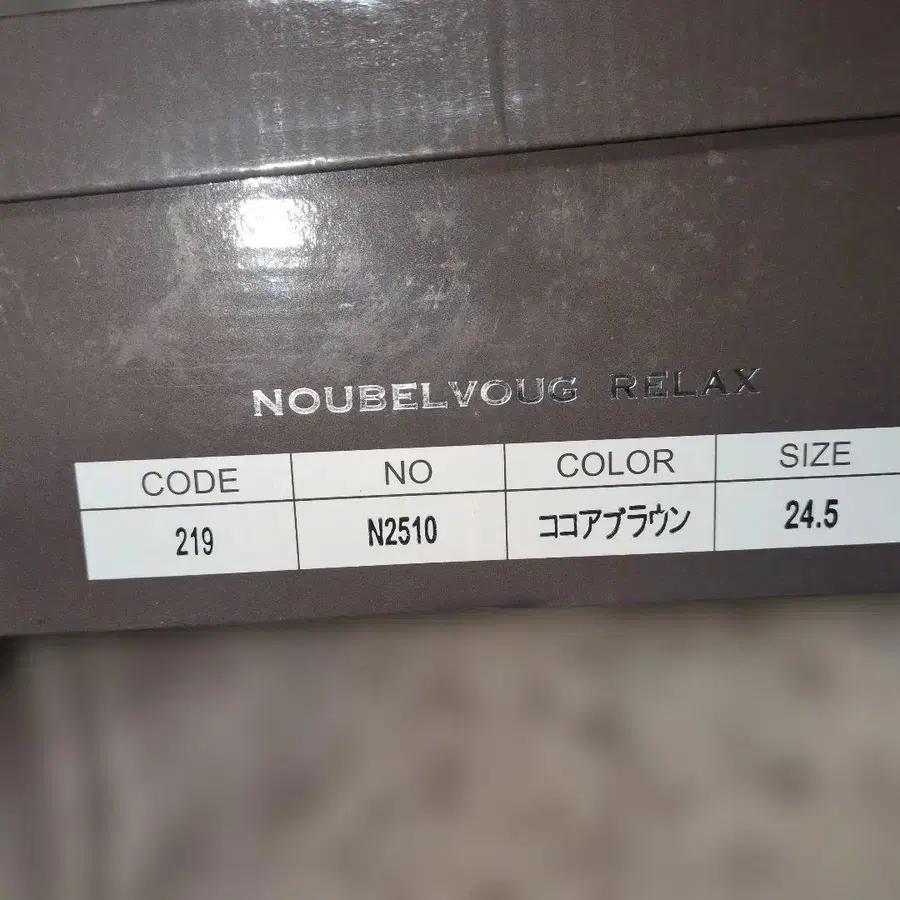 NOUBELVOUG RELAX
CODE NO COLOR SIZE
219 N2510 ココアブラウン 24.5